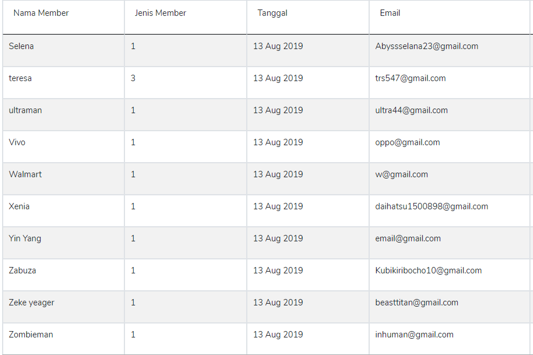 Nama Member Jenis Member Tanggal Email
Selena 1 13 Aug 2019 Abyssselana23@gmail.com
teresa 3 13 Aug 2019 trs547@gmail.com
ultraman 1 13 Aug 2019 ultra44@gmail.com
Vivo 1 13 Aug 2019 oppo@gmail.com
Walmart 1 13 Aug 2019 w@gmail.com
Xenia 1 13 Aug 2019 daihatsu1500898@gmail.com
Yin Yang 1 13 Aug 2019 email@gmail.com
Zabuza 1 13 Aug 2019 Kubikiribocho10@gmail.com
Zeke yeager 1 13 Aug 2019 beasttitan@gmail.com
Zombieman 1 13 Aug 2019 inhuman@gmail.com